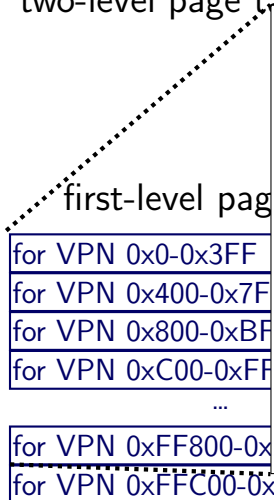 two-level page t
first-level pag
for VPN 0x0-0x3FF
for VPN 0x400-0x7F
for VPN 0x800-0xBF
for VPN 0xC00-0xFF
...
for VPN 0xFF800-0x
for VPN 0xFFC00-0x